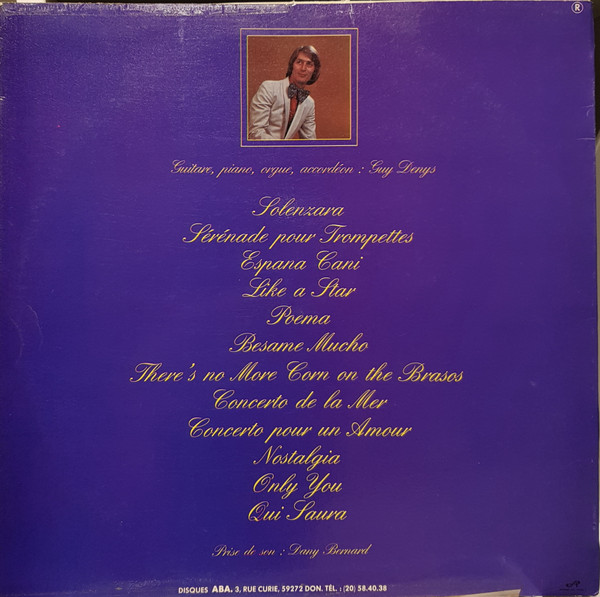 ®
Guitare, piano, orgue, accordéon : Guy Denys
Solenzara
Sérénade pour Trompettes
Espana Cani
Like a Star
Poema
Besame Mucho
There's no More Corn on the Brasos
Concerto de la Mer
Concerto pour un Amour
Nostalgia
Only You
Qui Saura
Prise de son : Dany Bernard
DISQUES ABA. 3, RUE CURIE, 59272 DON. TÉL. : (20) 58.40.38